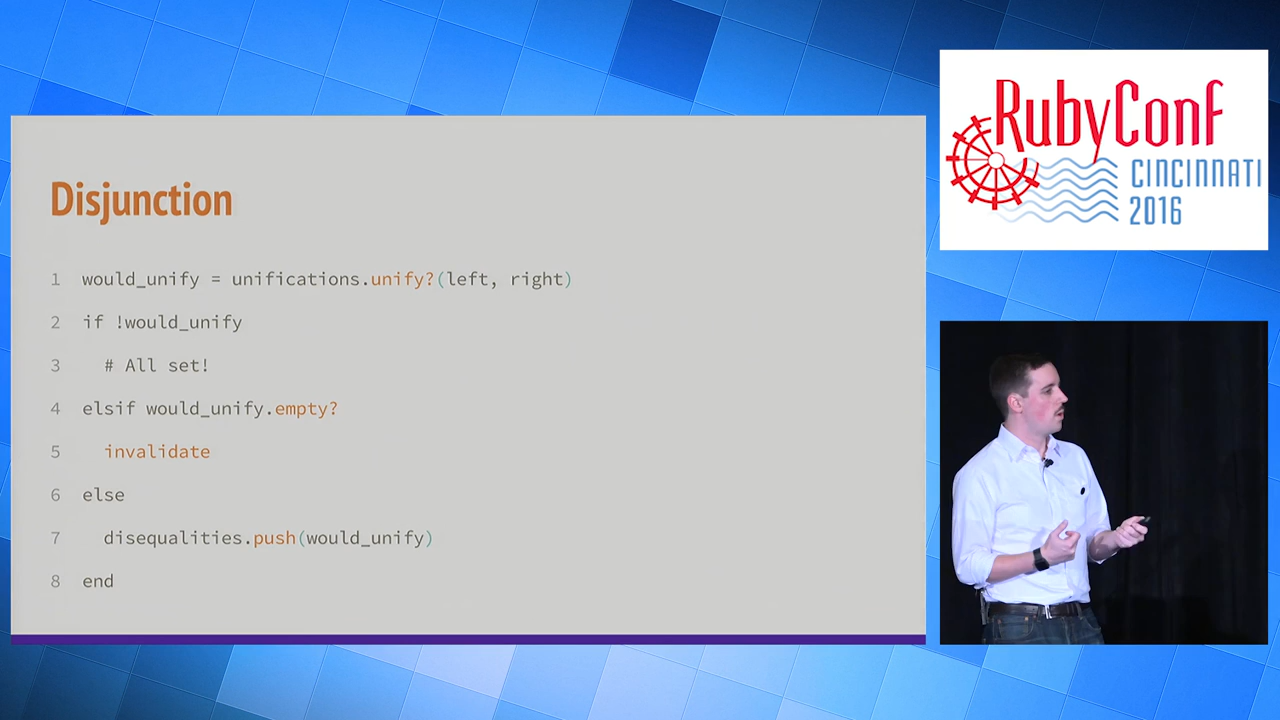 Disjunction
1 would_unify = unifications.unify?(left, right)
2 if !would_unify
3 # All set!
4 elsif would_unify.empty?
5 invalidate
6 else
7 disequalities.push(would_unify)
8 end
RubyConf
CINCINNATI
2016